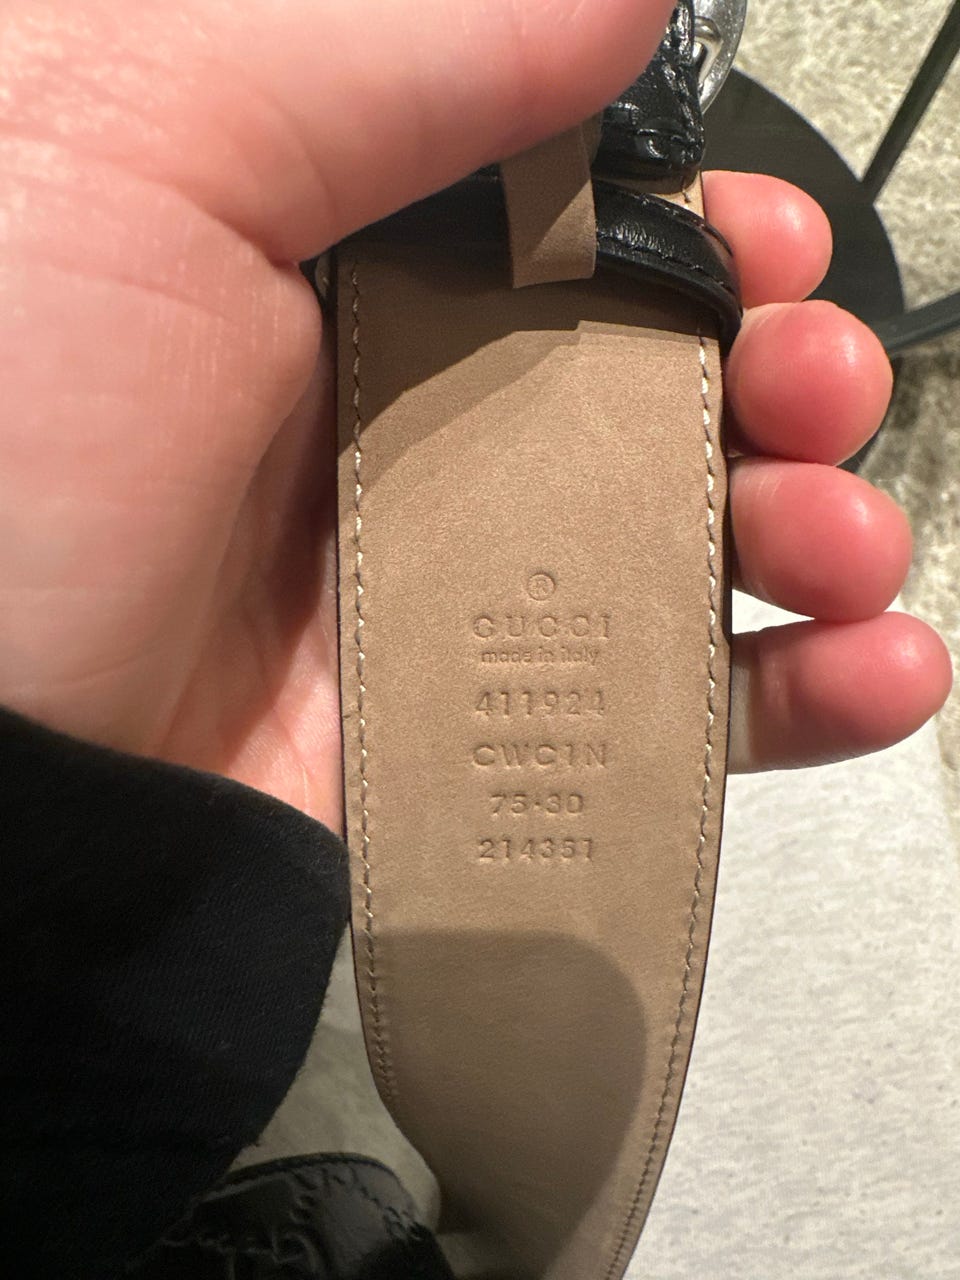 ®
GUCCI
made in italy
411924
CWC1N
75·30
214351